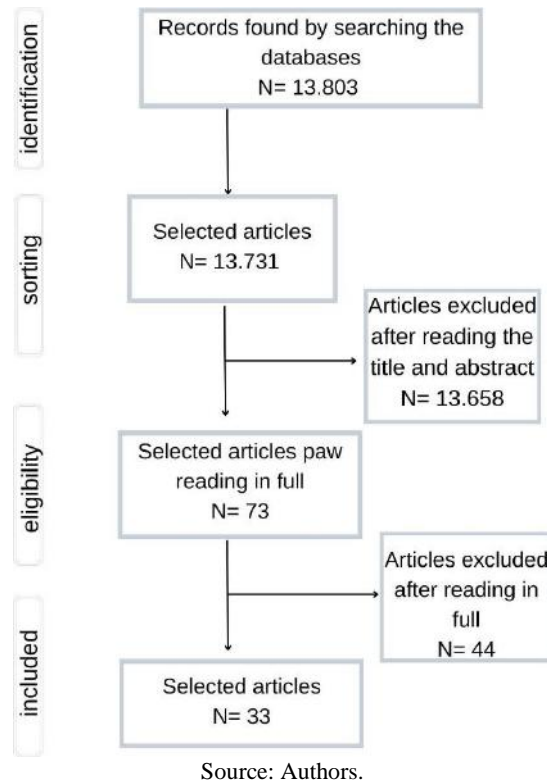 identification
Records found by searching the
databases
N= 13.803
sorting
Selected articles
N= 13.731
Articles excluded
after reading the
title and abstract
N= 13.658
eligibility
Selected articles paw
reading in full
N= 73
Articles excluded
after reading in
full
N= 44
included
Selected articles
N= 33
Source: Authors.